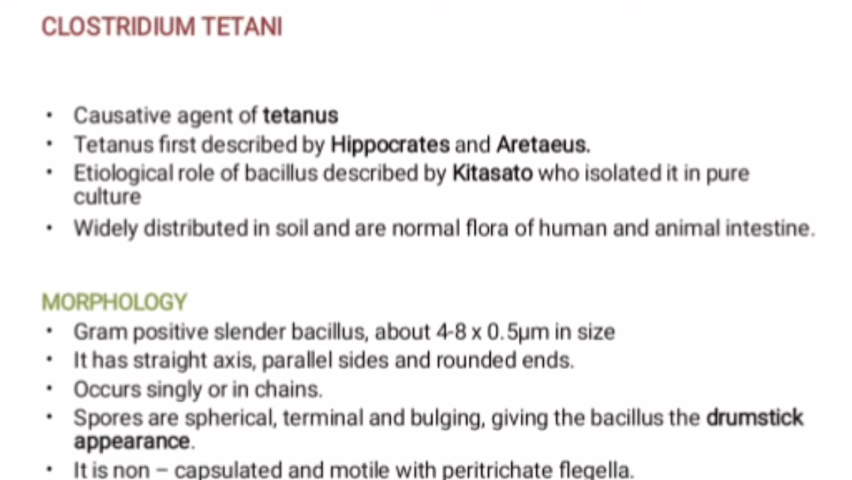 CLOSTRIDIUM TETANI
• Causative agent of tetanus
• Tetanus first described by Hippocrates and Aretaeus.
• Etiological role of bacillus described by Kitasato who isolated it in pure
culture
• Widely distributed in soil and are normal flora of human and animal intestine.
MORPHOLOGY
• Gram positive slender bacillus, about 4-8 x 0.5µm in size
• It has straight axis, parallel sides and rounded ends.
• Occurs singly or in chains.
• Spores are spherical, terminal and bulging, giving the bacillus the drumstick
appearance.
• It is non – capsulated and motile with peritrichate flegella.